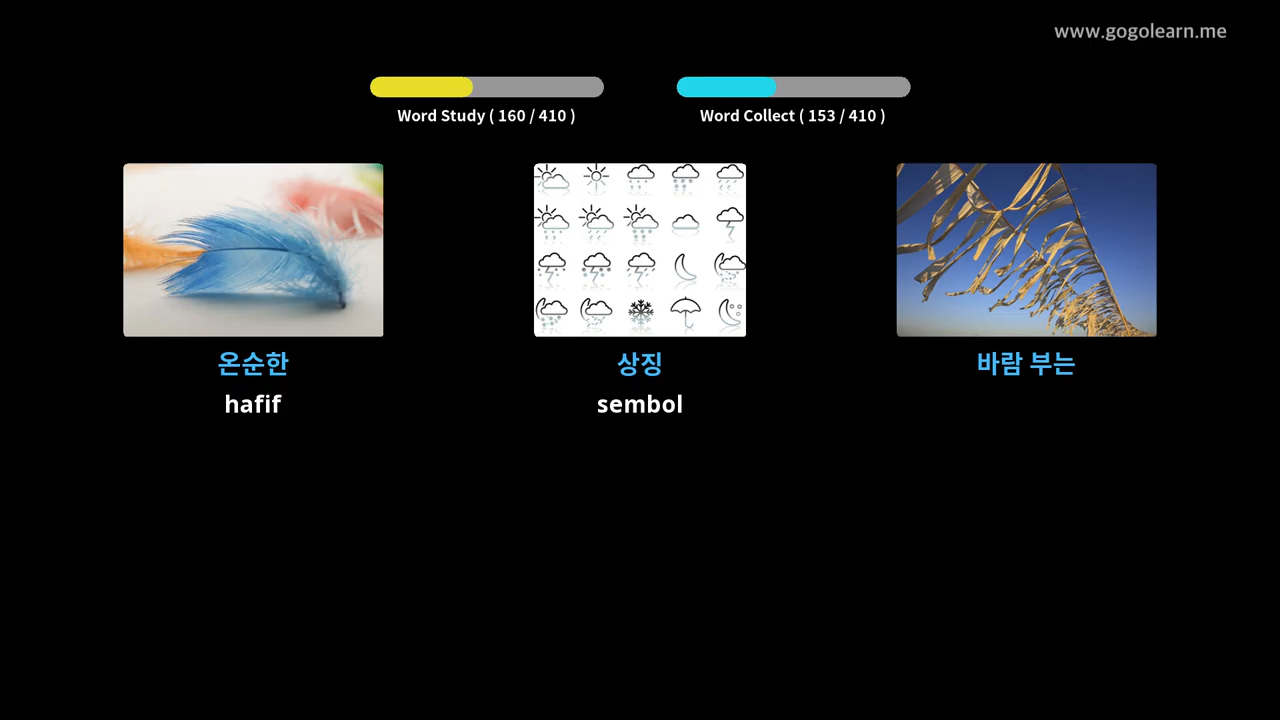 www.gogolearn.me
Word Study ( 160 / 410 )
Word Collect ( 153 / 410 )
온순한
상징
바람 부는
hafif
sembol